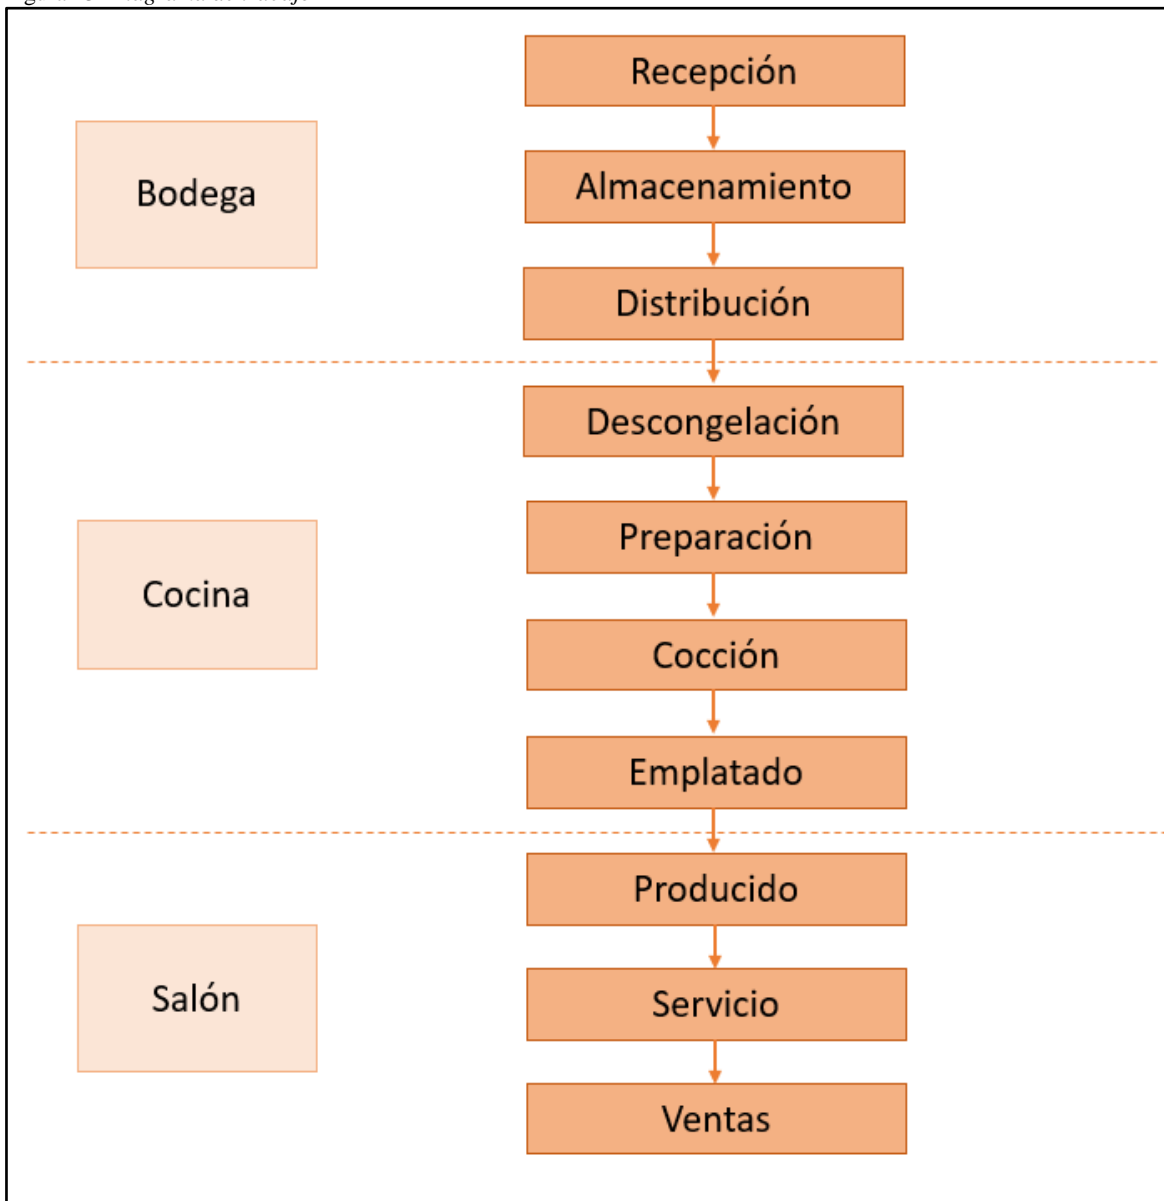 Recepción
Almacenamiento
Bodega
Distribución
Descongelación
Preparación
Cocina
Cocción
Emplatado
Producido
Salón
Servicio
Ventas